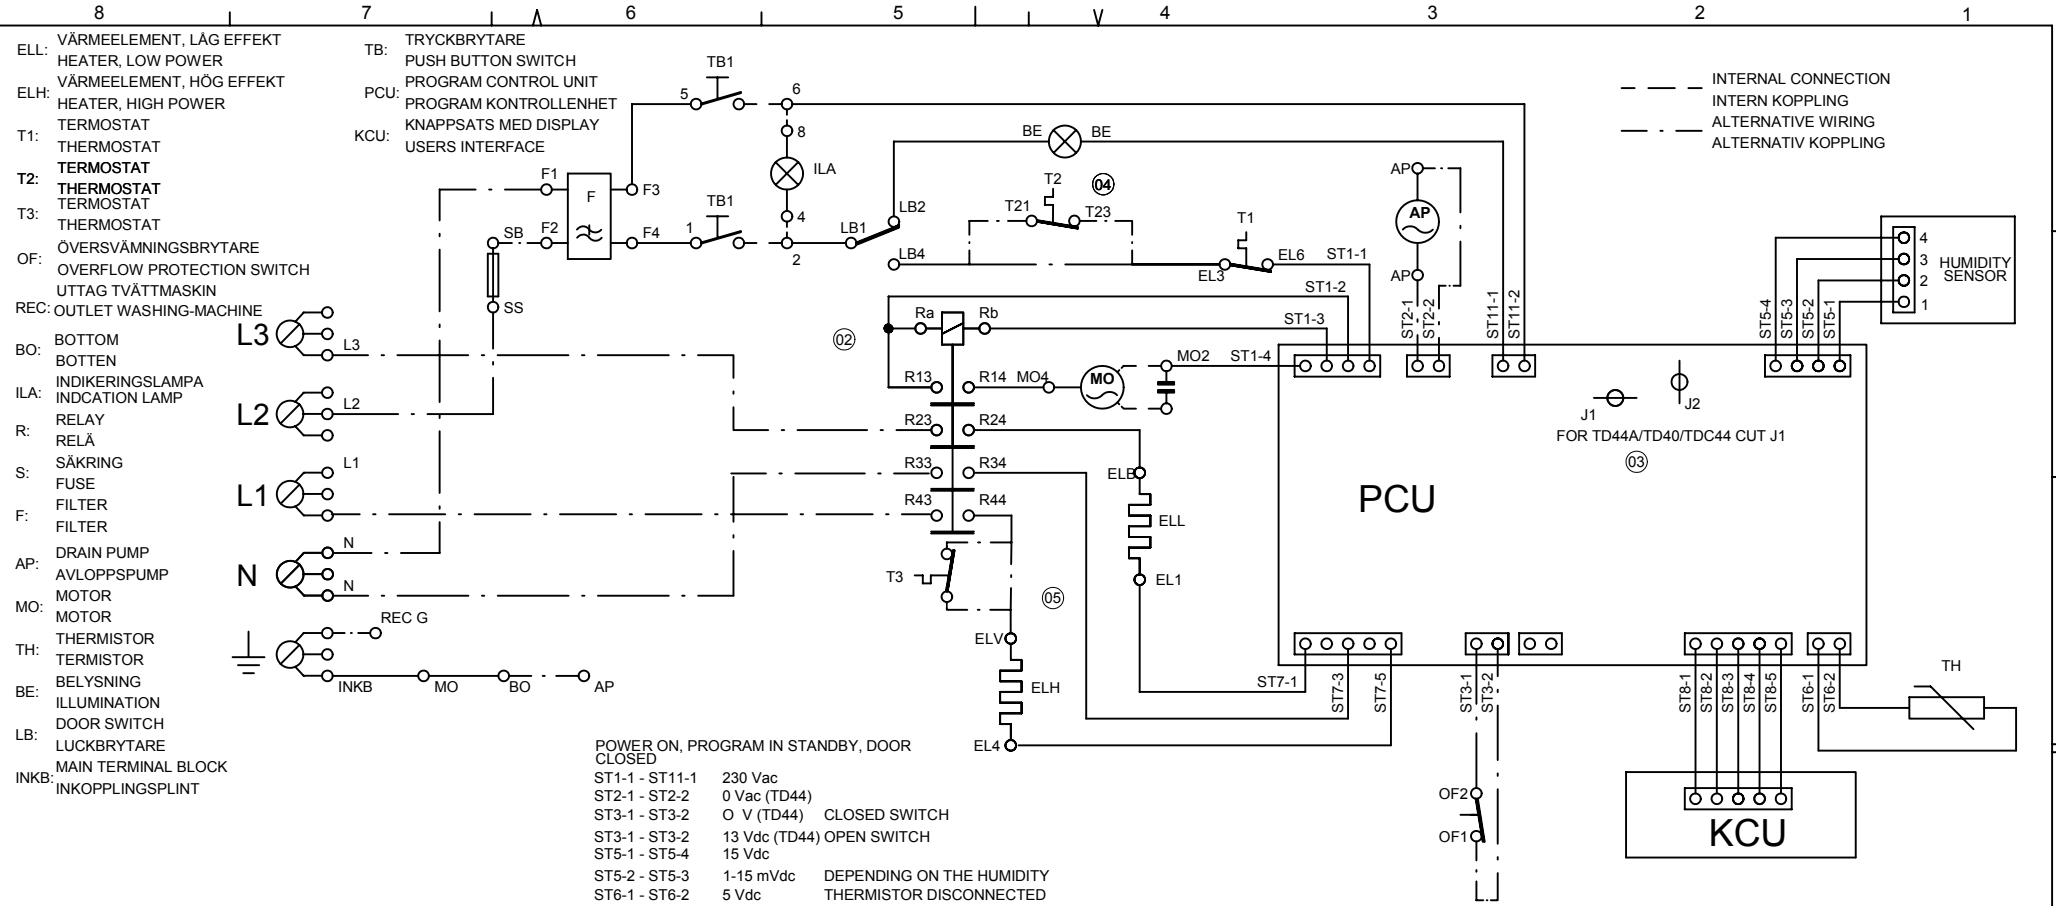 8 7 6 5 4 3 2 1
ELL: VÄRMEELEMENT, LÅG EFFEKT
HEATER, LOW POWER
ELH: VÄRMEELEMENT, HÖG EFFEKT
HEATER, HIGH POWER
T1: TERMOSTAT
THERMOSTAT
T2: TERMOSTAT
THERMOSTAT
T3: TERMOSTAT
THERMOSTAT
OF: ÖVERSVÄMNINGSBRYTARE
OVERFLOW PROTECTION SWITCH
REC: UTTAG TVÄTTMASKIN
OUTLET WASHING-MACHINE
BO: BOTTOM
BOTTEN
ILA: INDIKERINGSLAMPA
INDCATION LAMP
R: RELAY
RELÄ
S: SÄKRING
FUSE
F: FILTER
FILTER
AP: DRAIN PUMP
AVLOPPSPUMP
MO: MOTOR
MOTOR
TH: THERMISTOR
TERMISTOR
BE: BELYSNING
ILLUMINATION
LB: DOOR SWITCH
LUCKBRYTARE
INKB: MAIN TERMINAL BLOCK
INKOPPLINGSPLINT
TB: TRYCKBRYTARE
PUSH BUTTON SWITCH
PCU: PROGRAM CONTROL UNIT
PROGRAM KONTROLLENHET
KCU: KNAPPSATS MED DISPLAY
USERS INTERFACE
INTERNAL CONNECTION
INTERN KOPPLING
ALTERNATIVE WIRING
ALTERNATIV KOPPLING
TB1
5
6
8
ILA
4
2
F1
F
F3
F2
F4
SB
SS
1
TB1
LB1
LB2
LB4
BE BE
T2
04
T21
T23
T1
EL3
EL6
ST1-1
ST1-2
ST1-3
ST1-4
AP
AP
AP
ST2-1
ST2-2
ST11-1
ST11-2
ST5-4
ST5-3
ST5-2
ST5-1
4
3
2
1
HUMIDITY
SENSOR
L3
L3
L2
L2
L1
L1
N
N
N
REC G
INKB
MO
BO
AP
02
Ra
Rb
R13
R14
MO4
MO
MO2
R23
R24
R33
R34
R43
R44
T3
05
ELB
ELL
EL1
ELV
ELH
EL4
J1
J2
FOR TD44A/TD40/TDC44 CUT J1
03
PCU
ST7-1
ST7-3
ST7-5
ST3-1
ST3-2
ST8-1
ST8-2
ST8-3
ST8-4
ST8-5
ST6-1
ST6-2
TH
OF2
OF1
KCU
POWER ON, PROGRAM IN STANDBY, DOOR
CLOSED
ST1-1 - ST11-1 230 Vac
ST2-1 - ST2-2 0 Vac (TD44)
ST3-1 - ST3-2 O V (TD44) CLOSED SWITCH
ST3-1 - ST3-2 13 Vdc (TD44) OPEN SWITCH
ST5-1 - ST5-4 15 Vdc
ST5-2 - ST5-3 1-15 mVdc DEPENDING ON THE HUMIDITY
ST6-1 - ST6-2 5 Vdc THERMISTOR DISCONNECTED